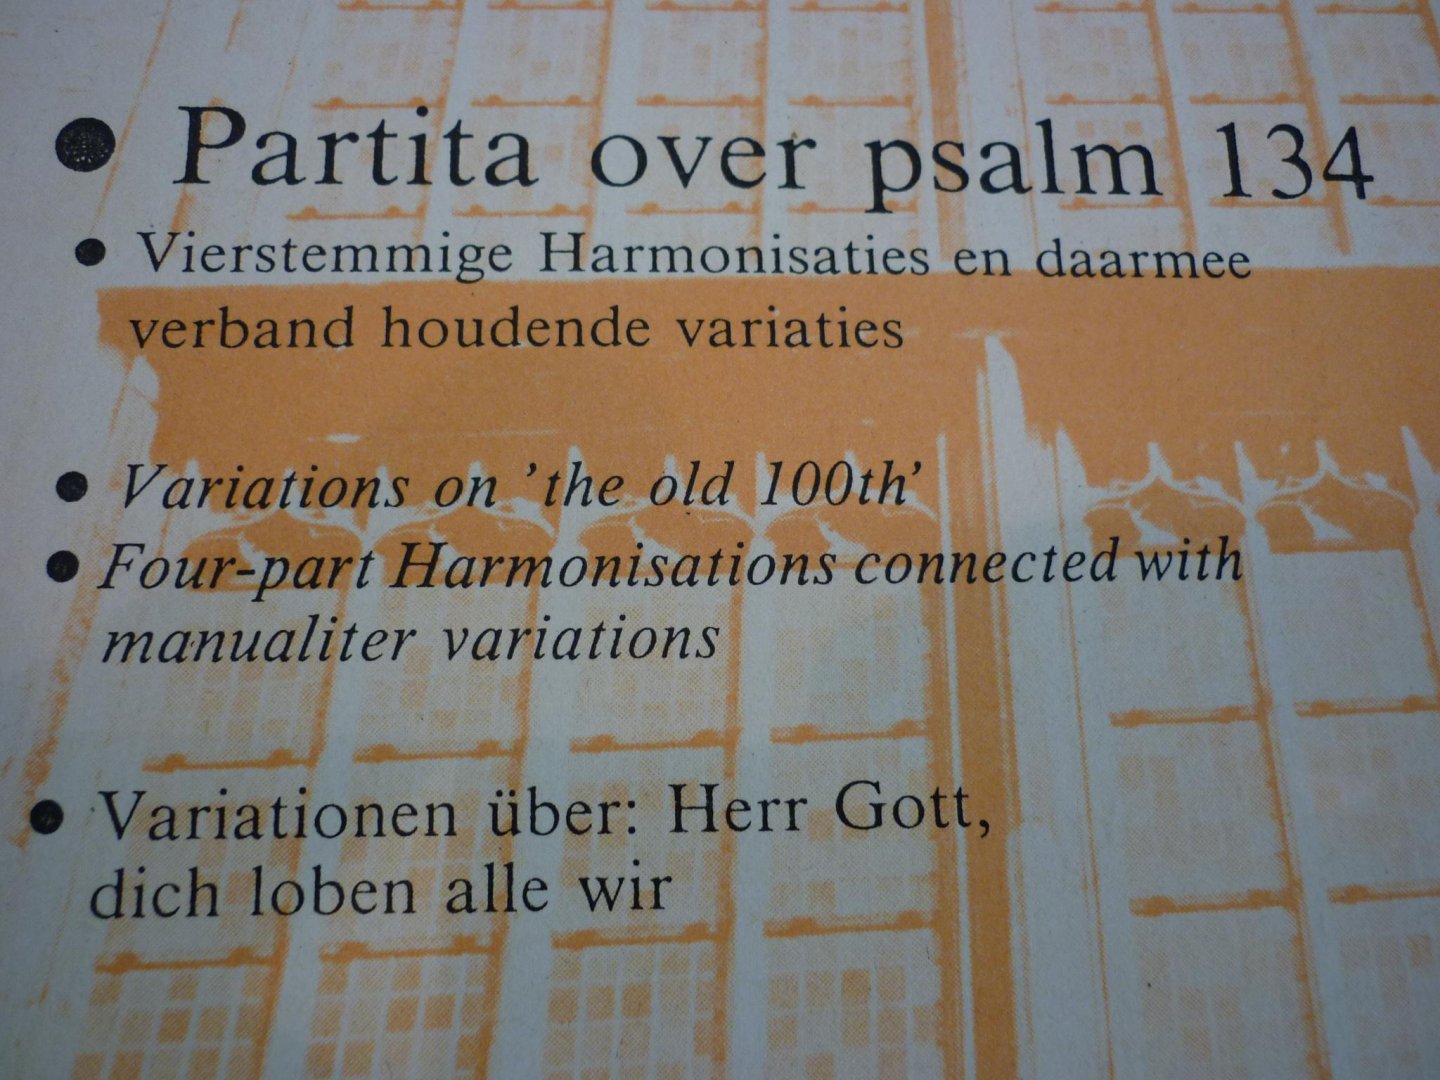 ● Partita over psalm 134
● Vierstemmige Harmonisaties en daarmee
verband houdende variaties
● Variations on 'the old 100th'
● Four-part Harmonisations connected with
manualiter variations
● Variationen über: Herr Gott,
dich loben alle wir